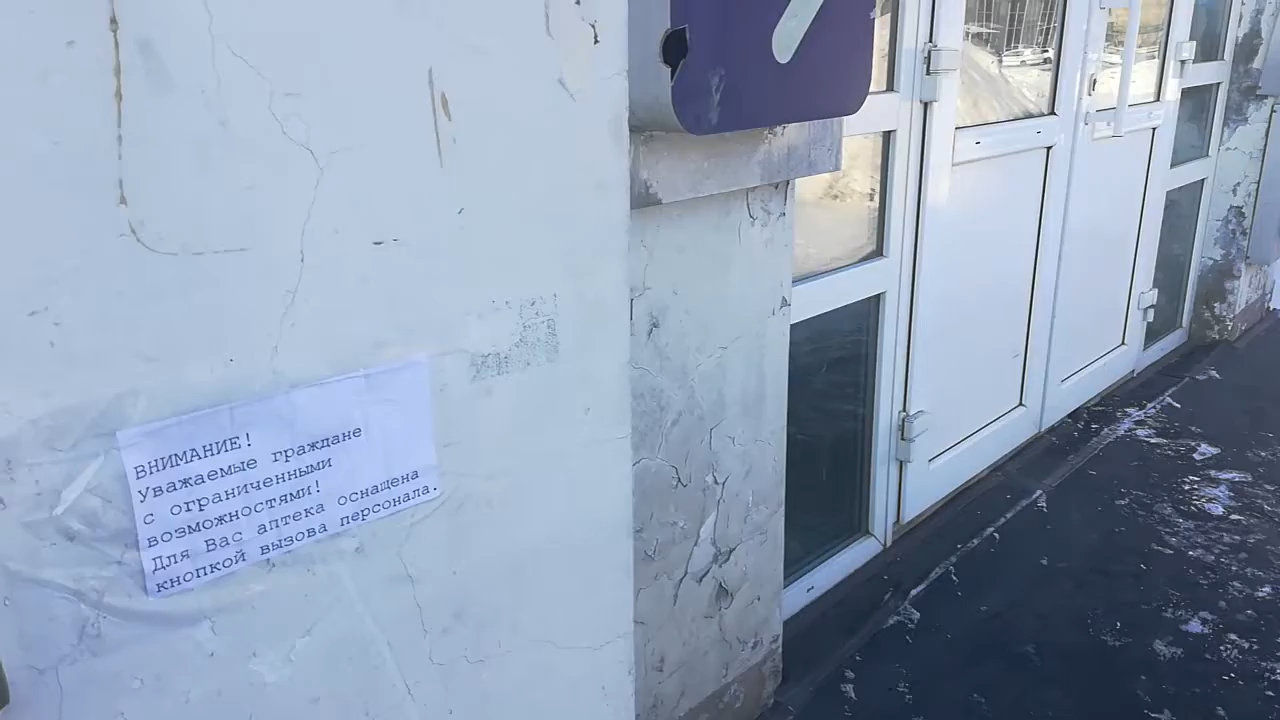 ВНИМАНИЕ!
Уважаемые граждане
с ограниченными
возможностями!
Для Вас аптека оснащена
кнопкой вызова персонала.